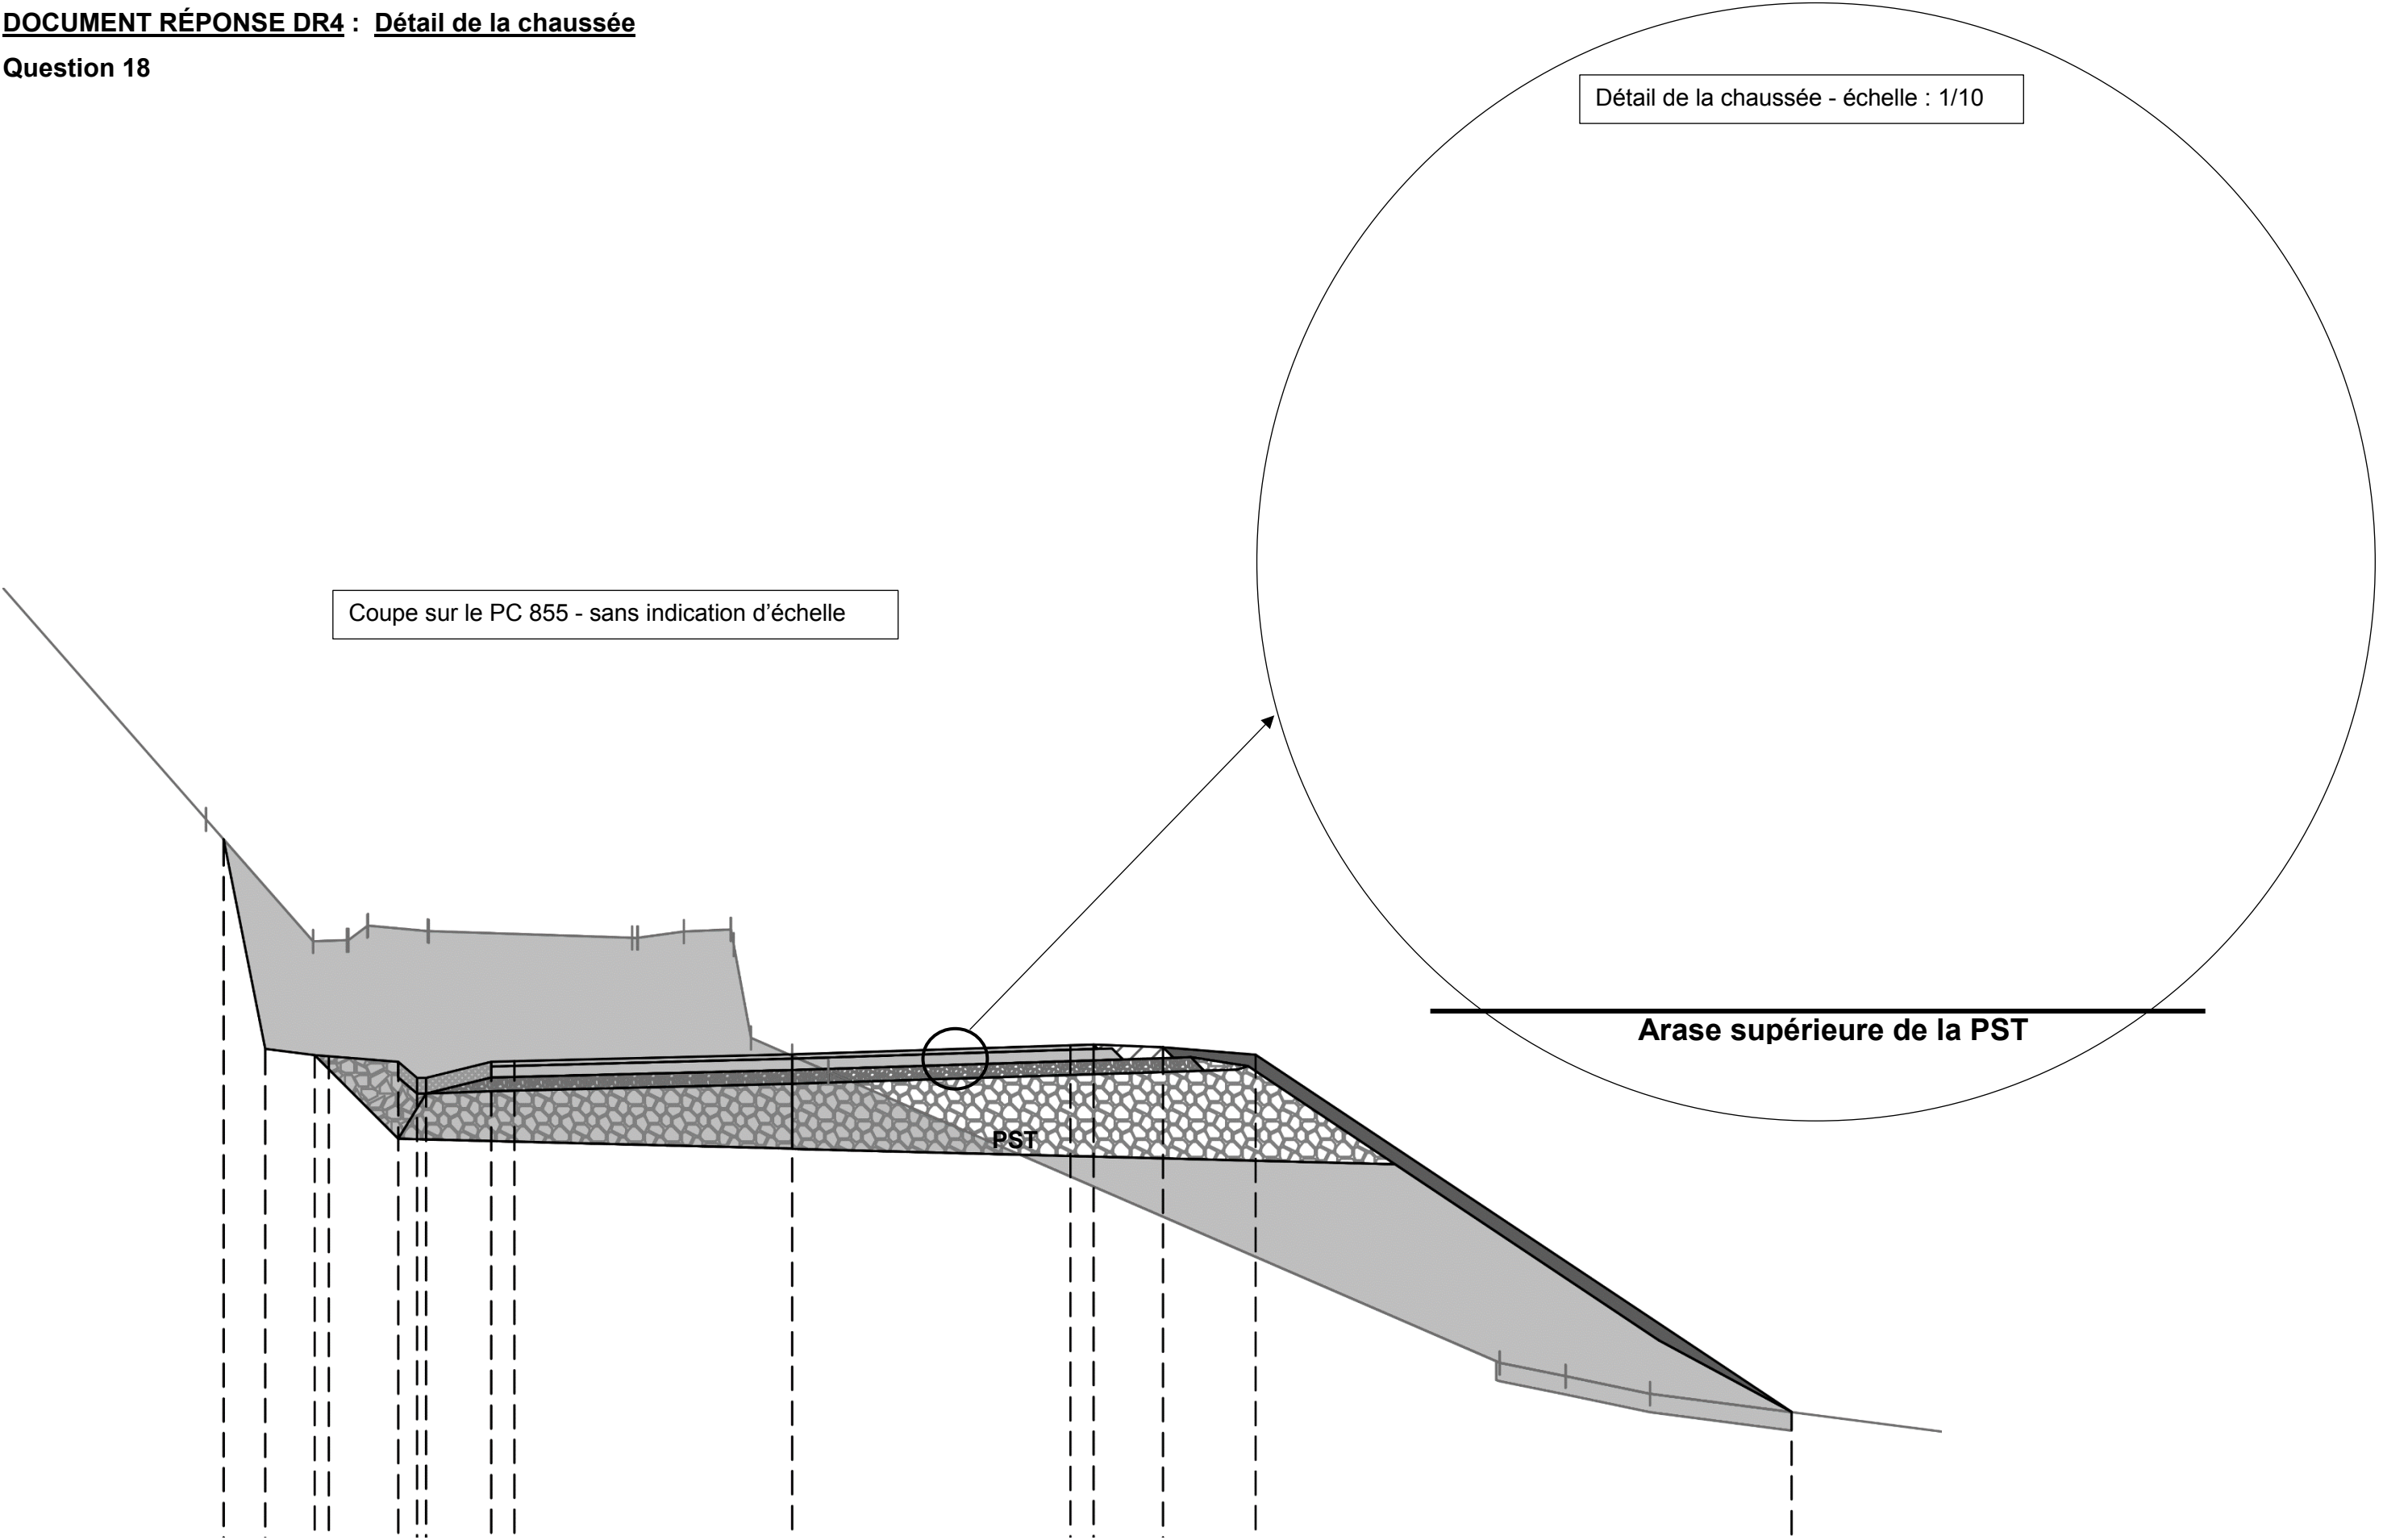 DOCUMENT RÉPONSE DR4 : Détail de la chaussée
Question 18
Détail de la chaussée - échelle : 1/10
Coupe sur le PC 855 - sans indication d’échelle
Arase supérieure de la PST
PST